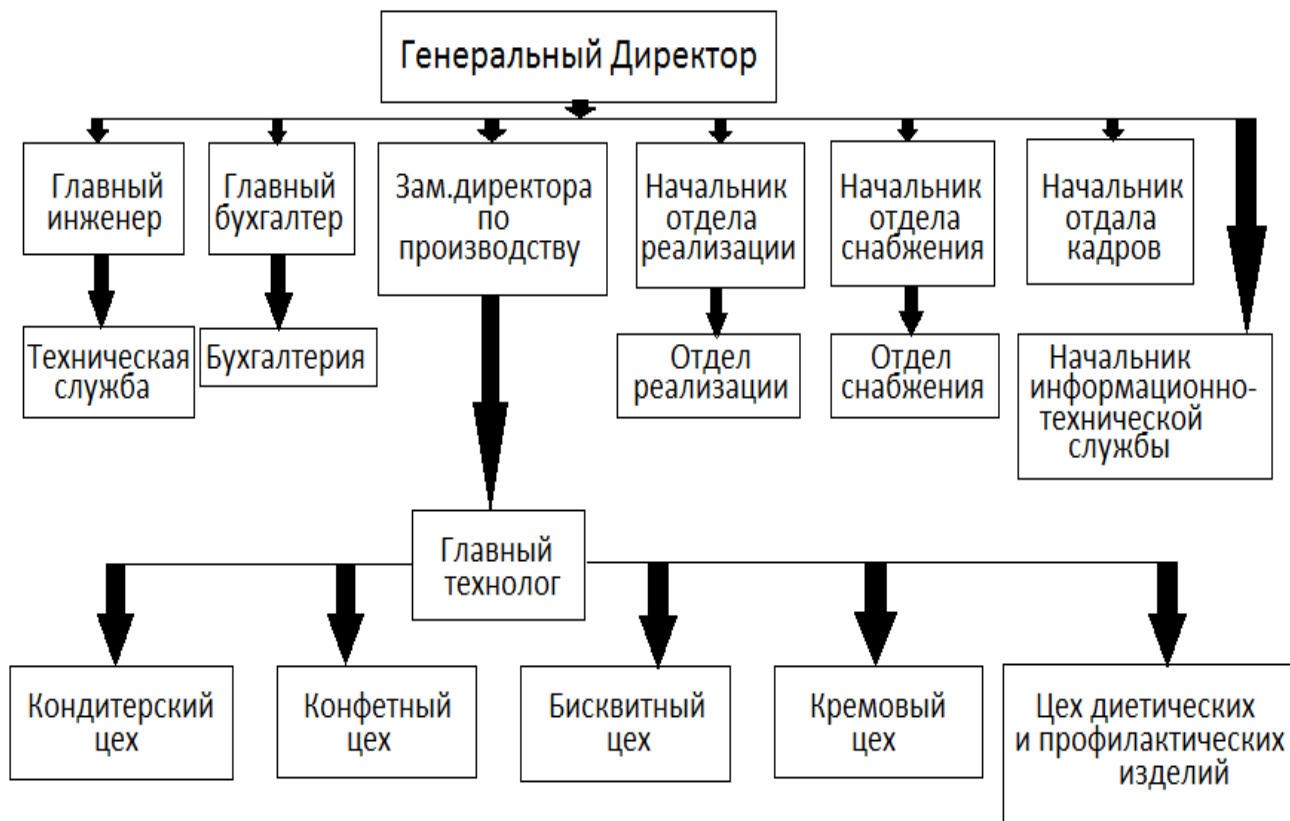 Генеральный Директор
Главный
инженер
Главный
бухгалтер
Зам.директора
по
производству
Начальник
отдела
реализации
Начальник
отдела
снабжения
Начальник
отдала
кадров
Техническая
служба
Бухгалтерия
Отдел
реализации
Отдел
снабжения
Начальник
информационно-
технической
службы
Главный
технолог
Кондитерский
цех
Конфетный
цех
Бисквитный
цех
Кремовый
цех
Цех диетических
и профилактических
изделий